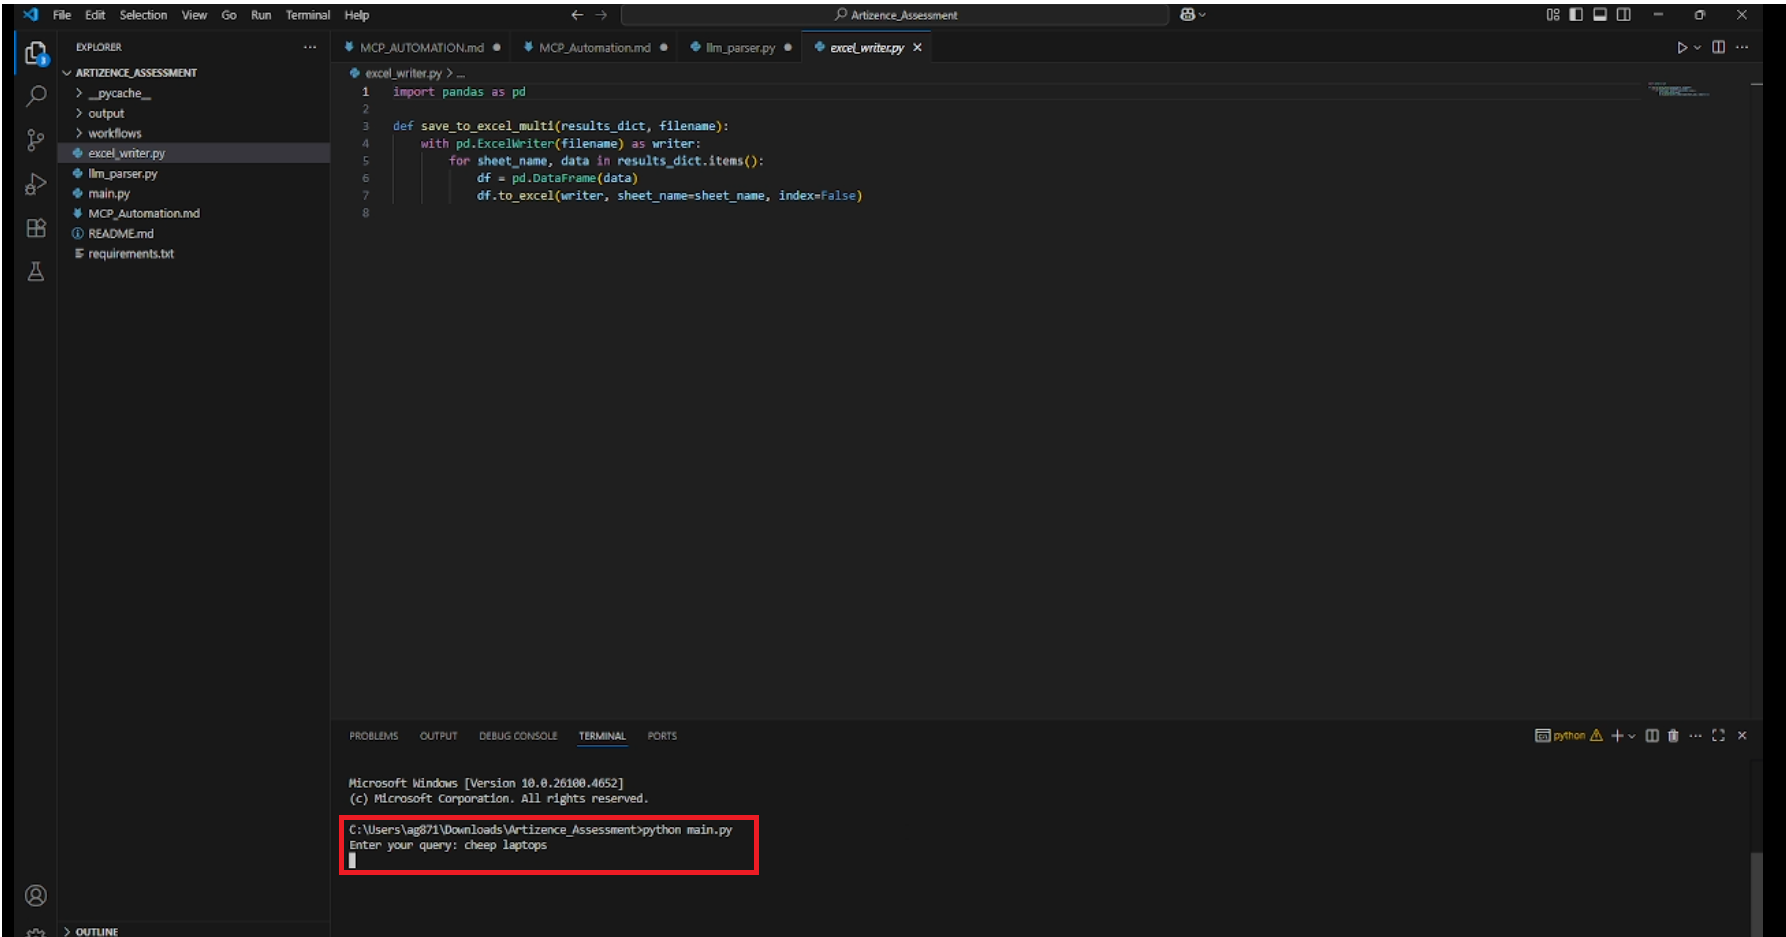 File Edit Selection View Go Run Terminal Help
Artizence_Assessment
EXPLORER
ARTIZENCE_ASSESSMENT
__pycache__
output
workflows
excel_writer.py
llm_parser.py
main.py
MCP_Automation.md
README.md
requirements.txt
OUTLINE
MCP_AUTOMATION.md
MCP_Automation.md
llm_parser.py
excel_writer.py
excel_writer.py > ...
1 import pandas as pd
2
3 def save_to_excel_multi(results_dict, filename):
4 with pd.ExcelWriter(filename) as writer:
5 for sheet_name, data in results_dict.items():
6 df = pd.DataFrame(data)
7 df.to_excel(writer, sheet_name=sheet_name, index=False)
8
PROBLEMS OUTPUT DEBUG CONSOLE TERMINAL PORTS
python
Microsoft Windows [Version 10.0.26100.4652]
(c) Microsoft Corporation. All rights reserved.
C:\Users\ag871\Downloads\Artizence_Assessment>python main.py
Enter your query: cheep laptops